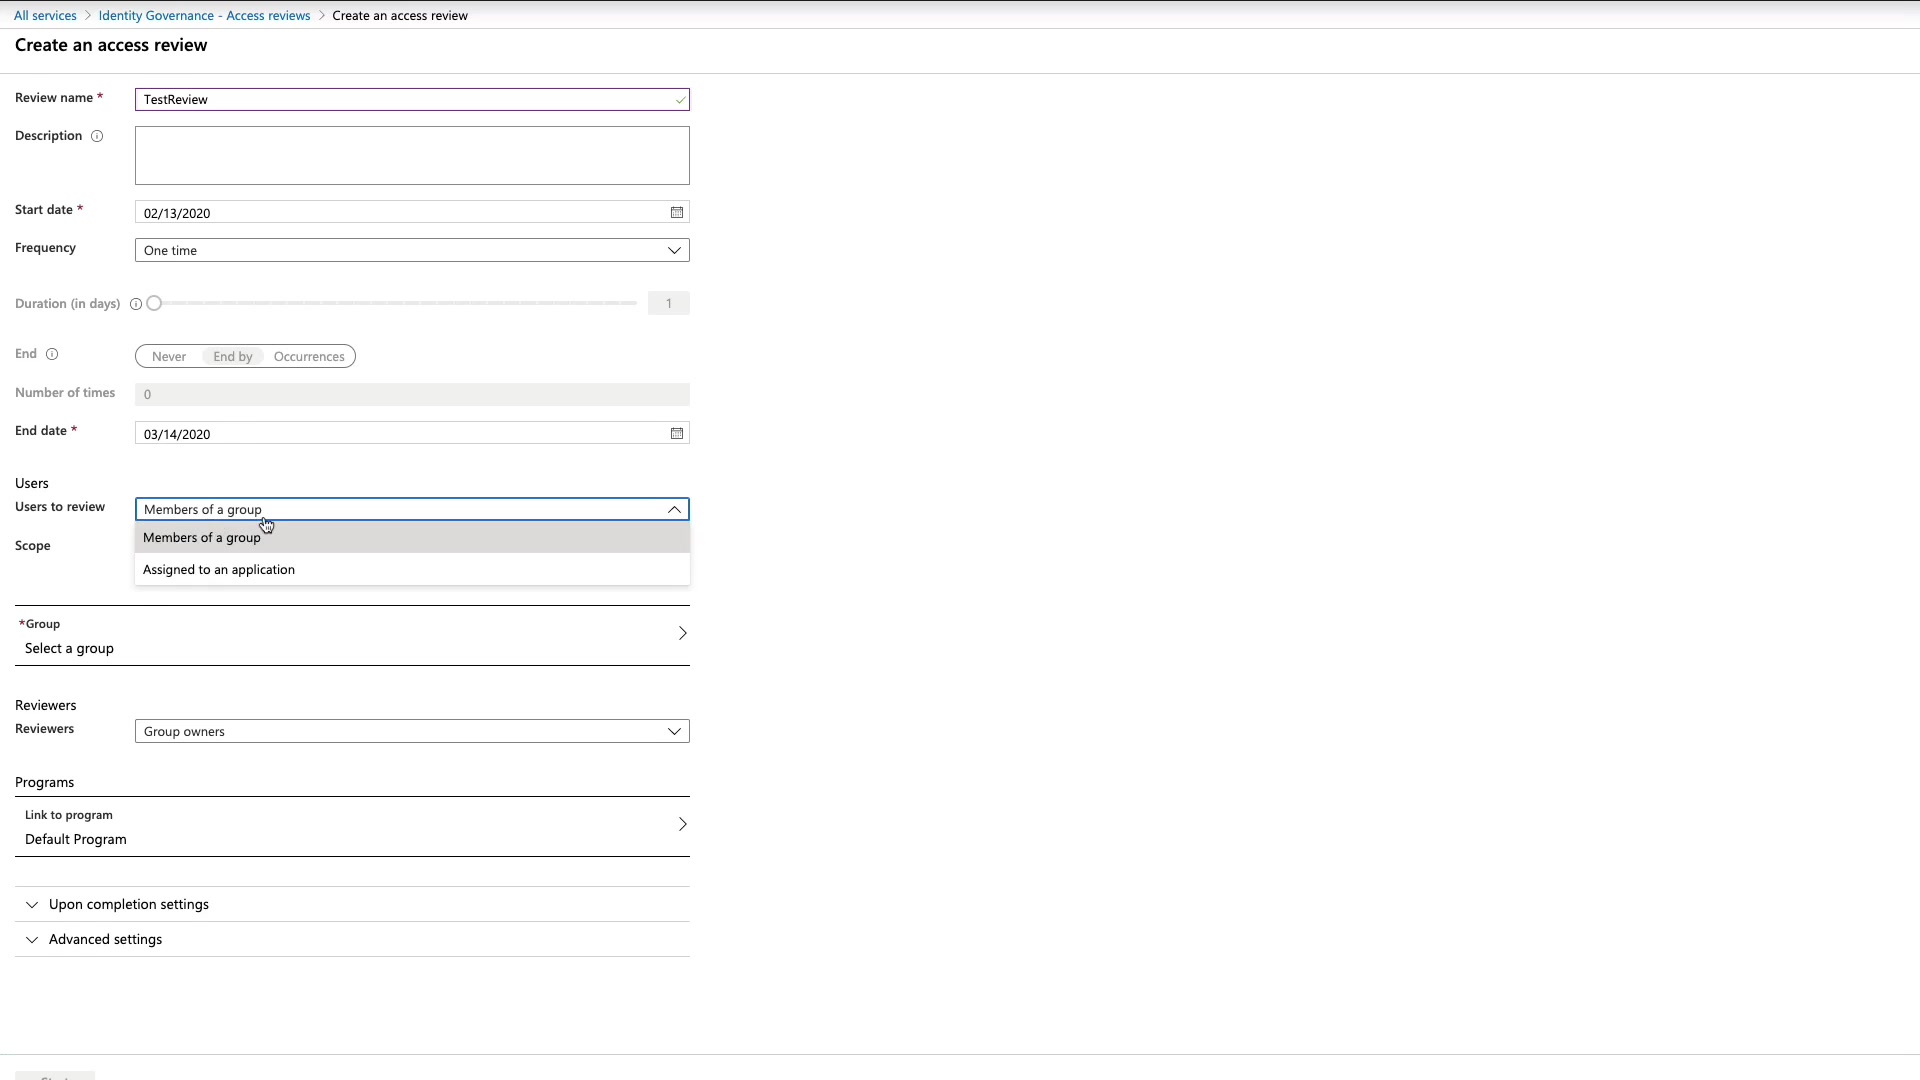 All services > Identity Governance - Access reviews > Create an access review
Create an access review
Review name *
TestReview
Description
Start date *
02/13/2020
Frequency
One time
Duration (in days)
1
End
Never End by Occurrences
Number of times
0
End date *
03/14/2020
Users
Users to review
Members of a group
Members of a group
Scope
Assigned to an application
*Group
Select a group
Reviewers
Reviewers
Group owners
Programs
Link to program
Default Program
Upon completion settings
Advanced settings